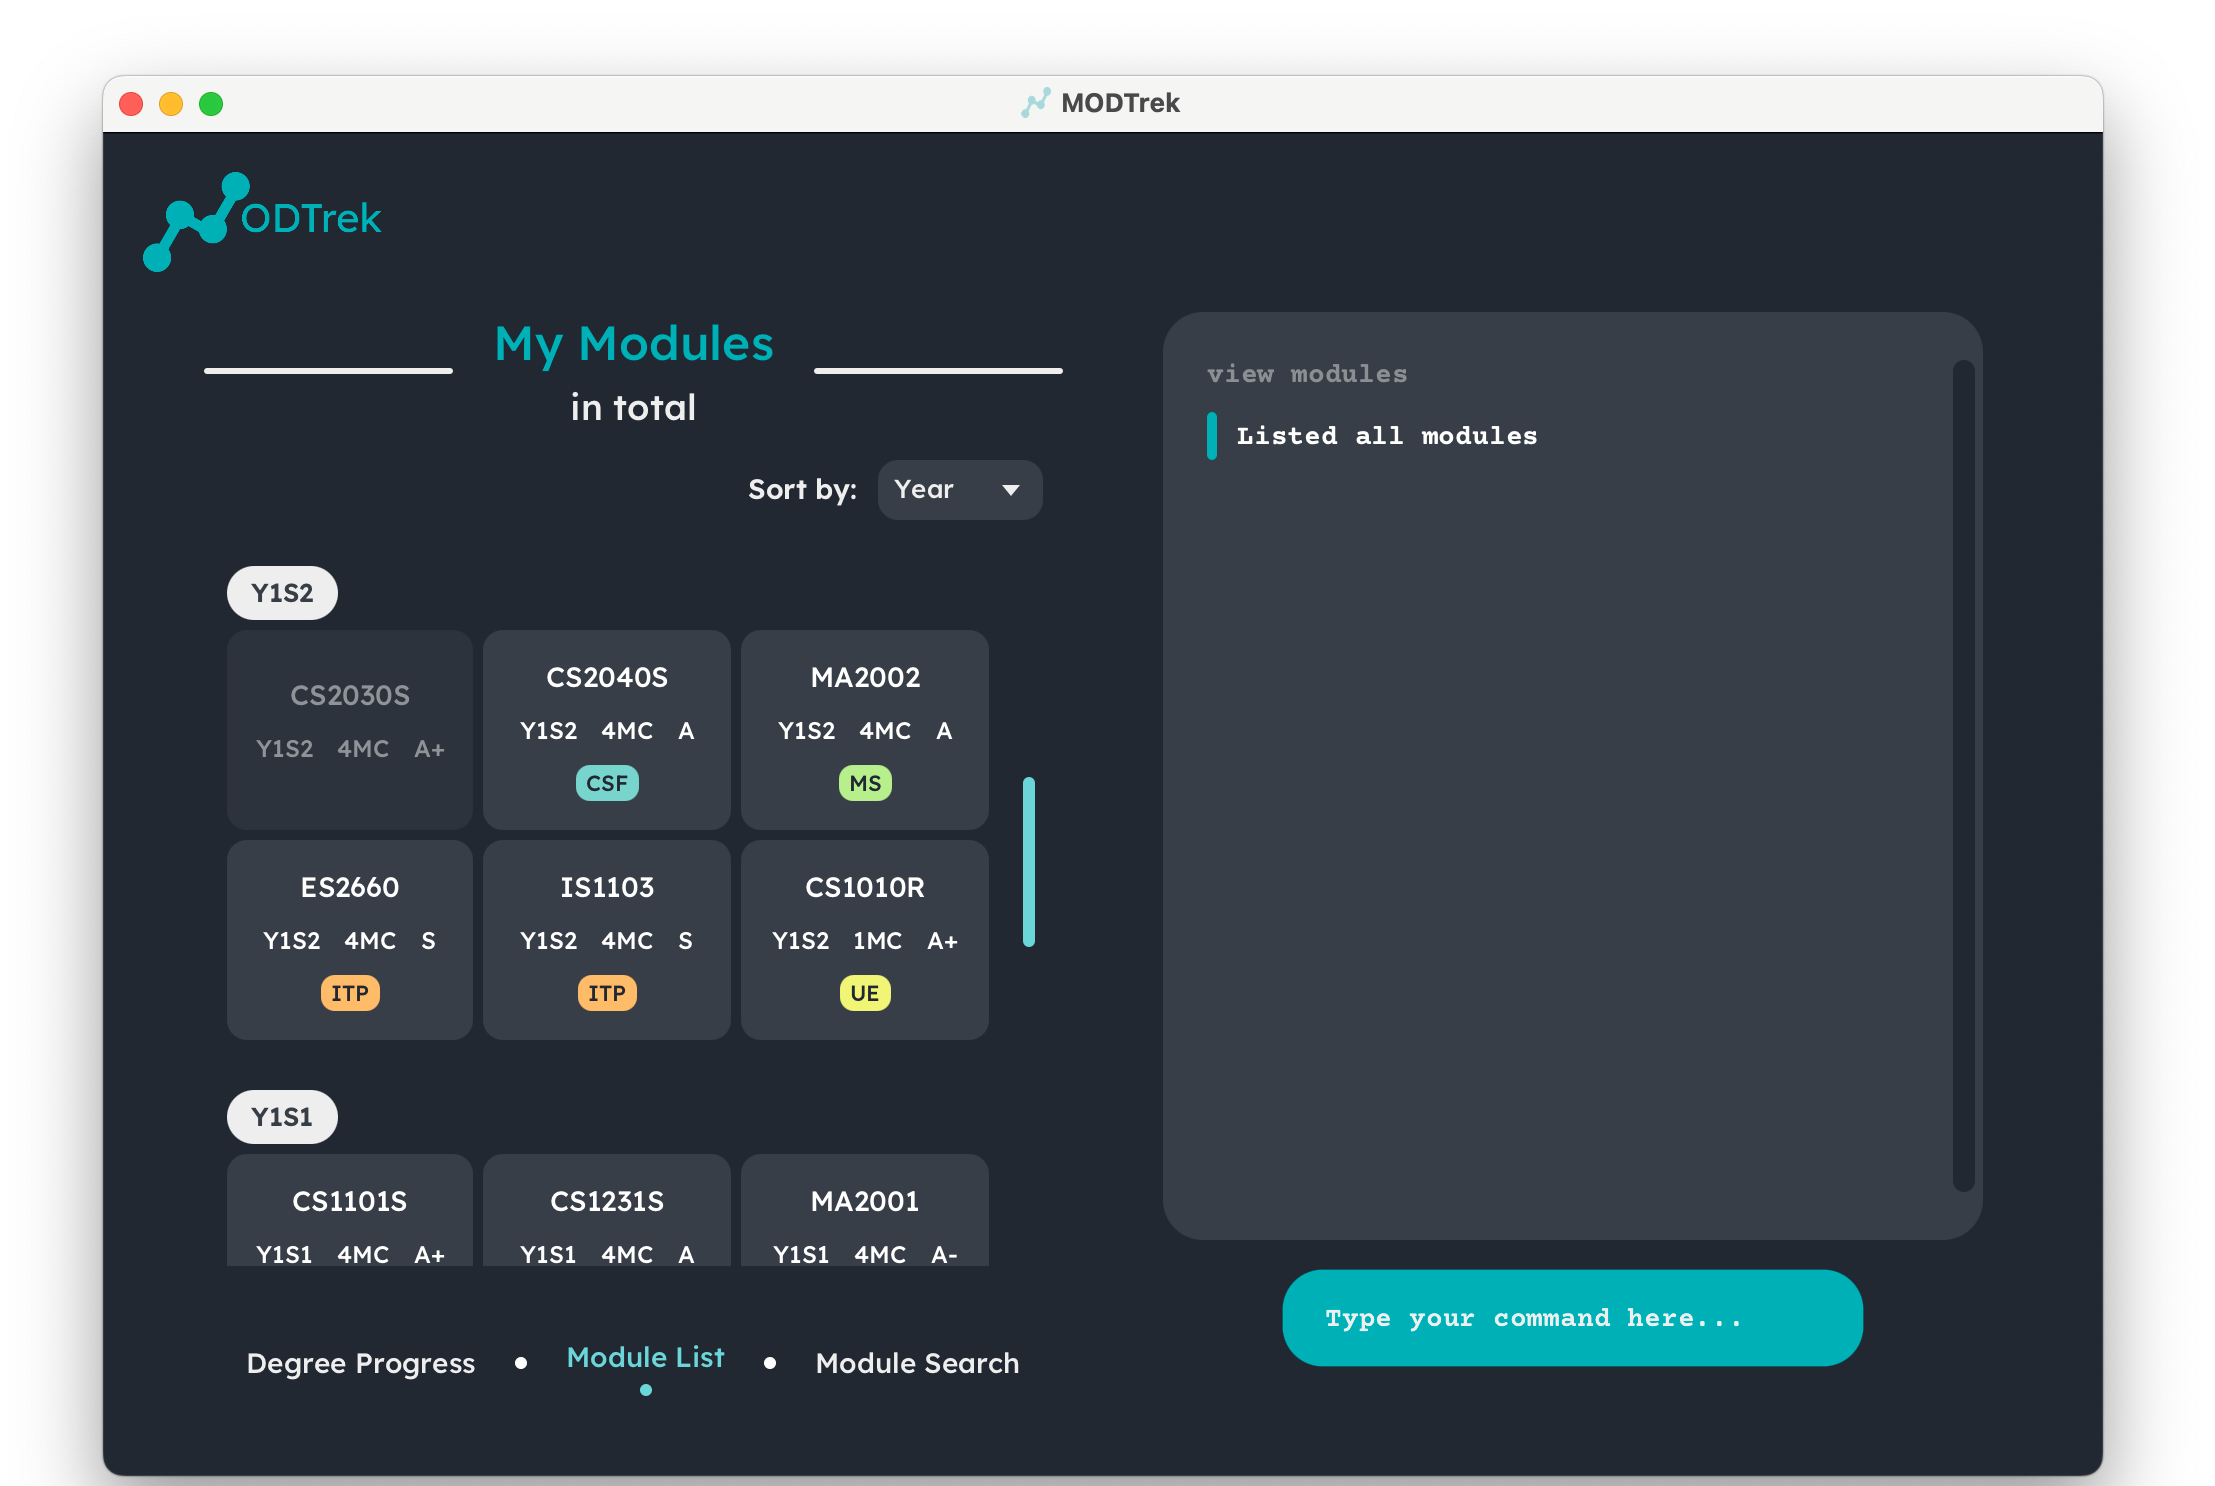 MODTrek
ODTrek
My Modules
in total
Sort by: Year
Y1S2
CS2030S
Y1S2 4MC A+
CS2040S
Y1S2 4MC A
CSF
MA2002
Y1S2 4MC A
MS
ES2660
Y1S2 4MC S
ITP
IS1103
Y1S2 4MC S
ITP
CS1010R
Y1S2 1MC A+
UE
Y1S1
CS1101S
Y1S1 4MC A+
CS1231S
Y1S1 4MC A
MA2001
Y1S1 4MC A-
Degree Progress • Module List • Module Search
view modules
Listed all modules
Type your command here...